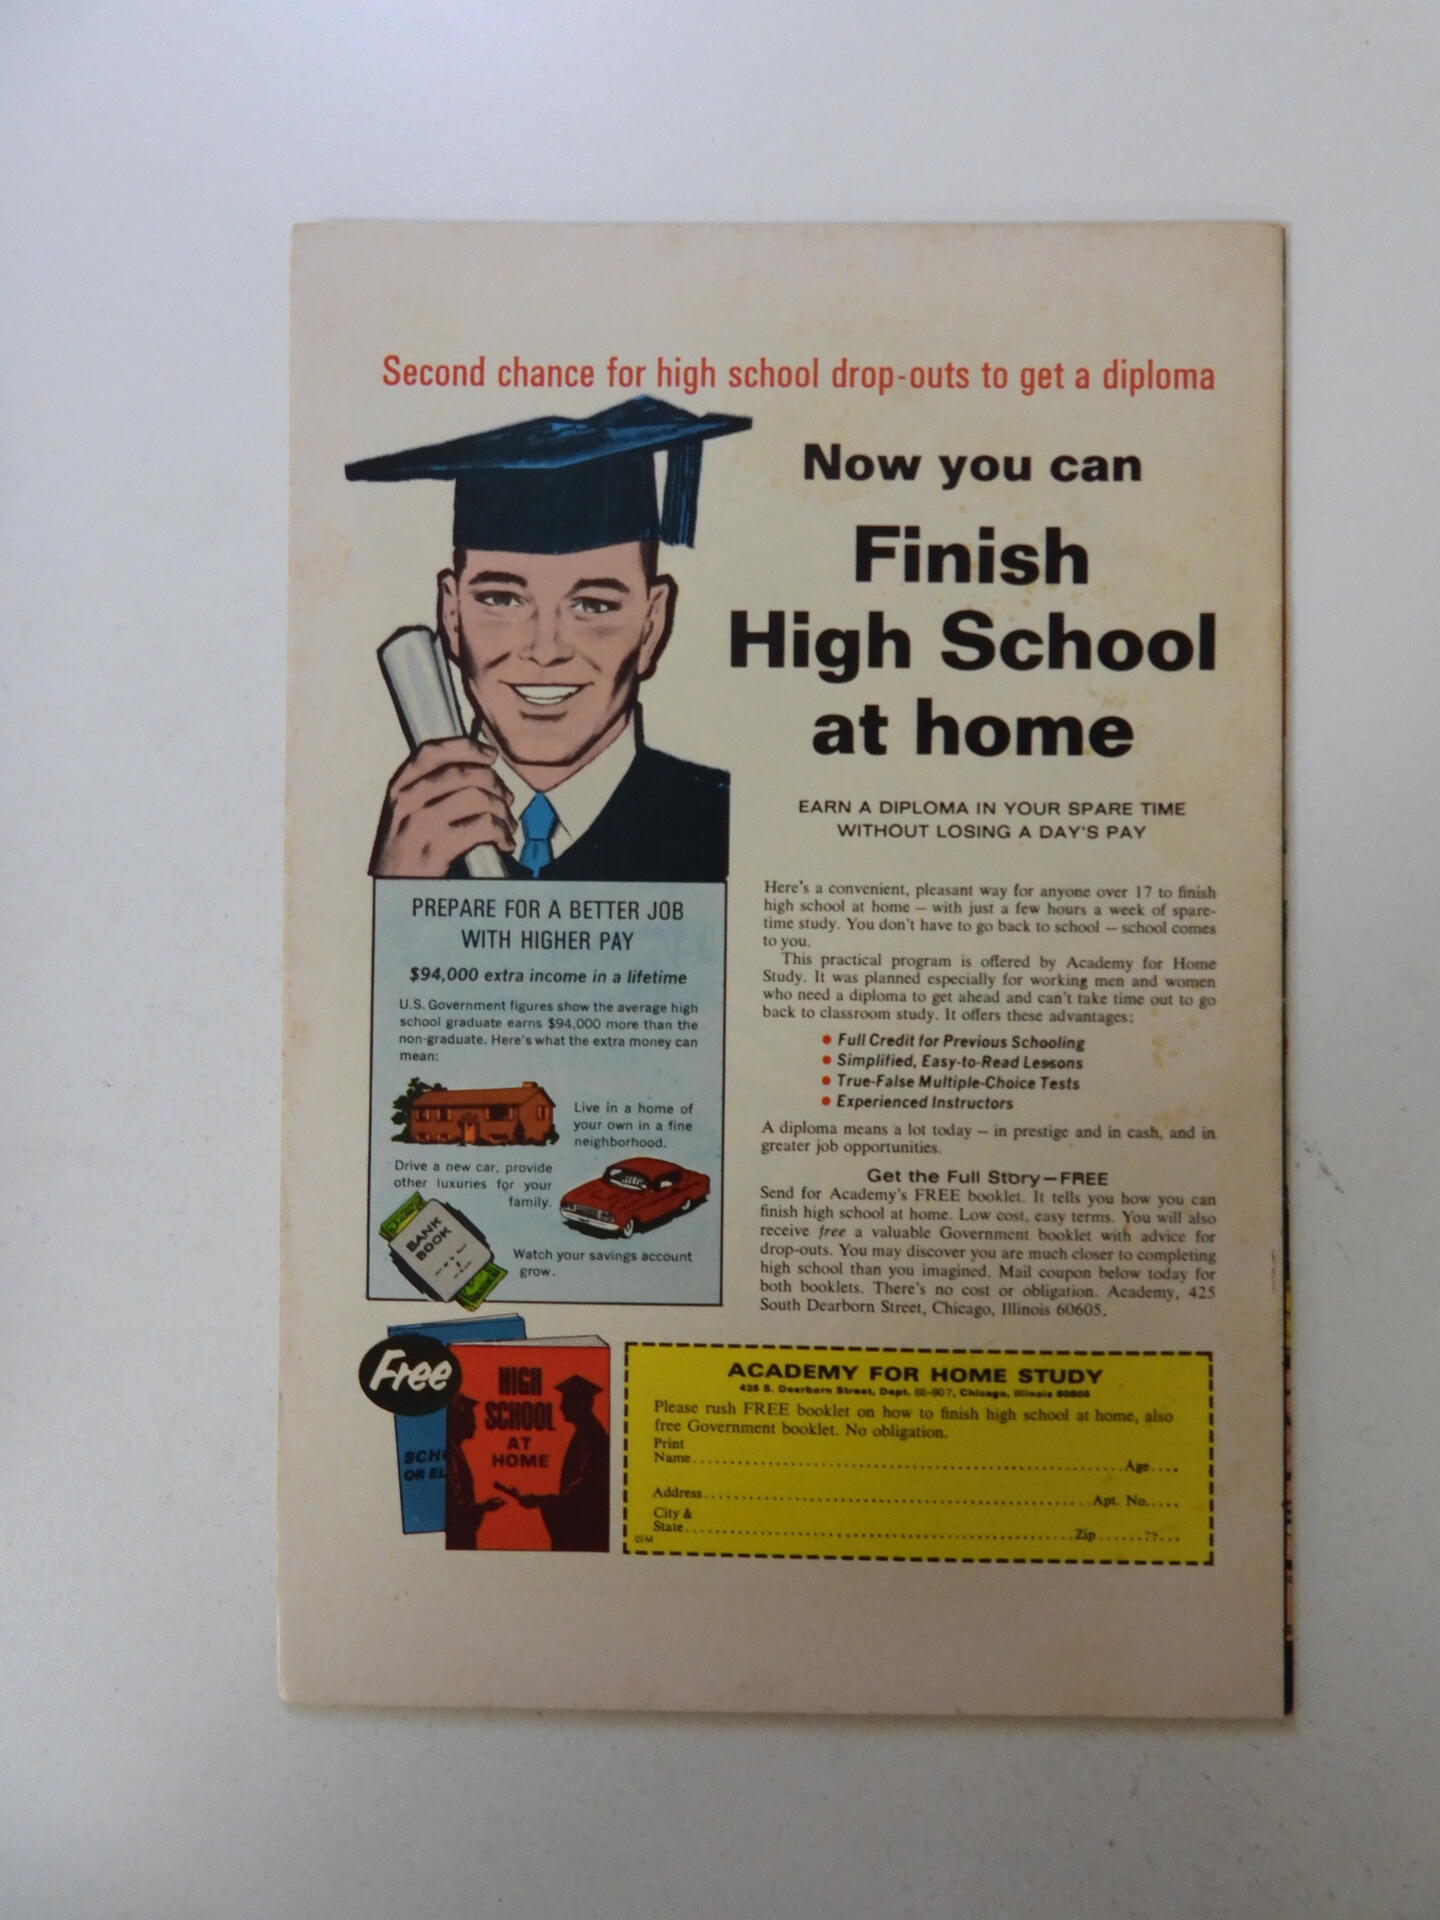 Second chance for high school drop-outs to get a diploma
Now you can
Finish
High School
at home
EARN A DIPLOMA IN YOUR SPARE TIME
WITHOUT LOSING A DAY'S PAY
Here's a convenient, pleasant way for anyone over 17 to finish
high school at home – with just a few hours a week of spare-
time study. You don't have to go back to school – school comes
to you.
This practical program is offered by Academy for Home
Study. It was planned especially for working men and women
who need a diploma to get ahead and can't take time out to go
back to classroom study. It offers these advantages:
• Full Credit for Previous Schooling
• Simplified, Easy-to-Read Lessons
• True-False Multiple-Choice Tests
• Experienced Instructors
A diploma means a lot today – in prestige and in cash, and in
greater job opportunities.
Get the Full Story—FREE
Send for Academy's FREE booklet. It tells you how you can
finish high school at home. Low cost, easy terms. You will also
receive free a valuable Government booklet with advice for
drop-outs. You may discover you are much closer to completing
high school than you imagined. Mail coupon below today for
both booklets. There's no cost or obligation. Academy, 425
South Dearborn Street, Chicago, Illinois 60605.
PREPARE FOR A BETTER JOB
WITH HIGHER PAY
$94,000 extra income in a lifetime
U.S. Government figures show the average high
school graduate earns $94,000 more than the
non-graduate. Here's what the extra money can
mean:
Live in a home of
your own in a fine
neighborhood.
Drive a new car, provide
other luxuries for your
family.
BANK
BOOK
Watch your savings account
grow.
Free
SCH
OR EL
HIGH
SCHOOL
AT
HOME
ACADEMY FOR HOME STUDY
425 S. Dearborn Street, Dept. 66-907, Chicago, Illinois 60605
Please rush FREE booklet on how to finish high school at home, also
free Government booklet. No obligation.
Print
Name.......... Age....
Address.......... Apt. No.....
City &
State.......... Zip..........
01M